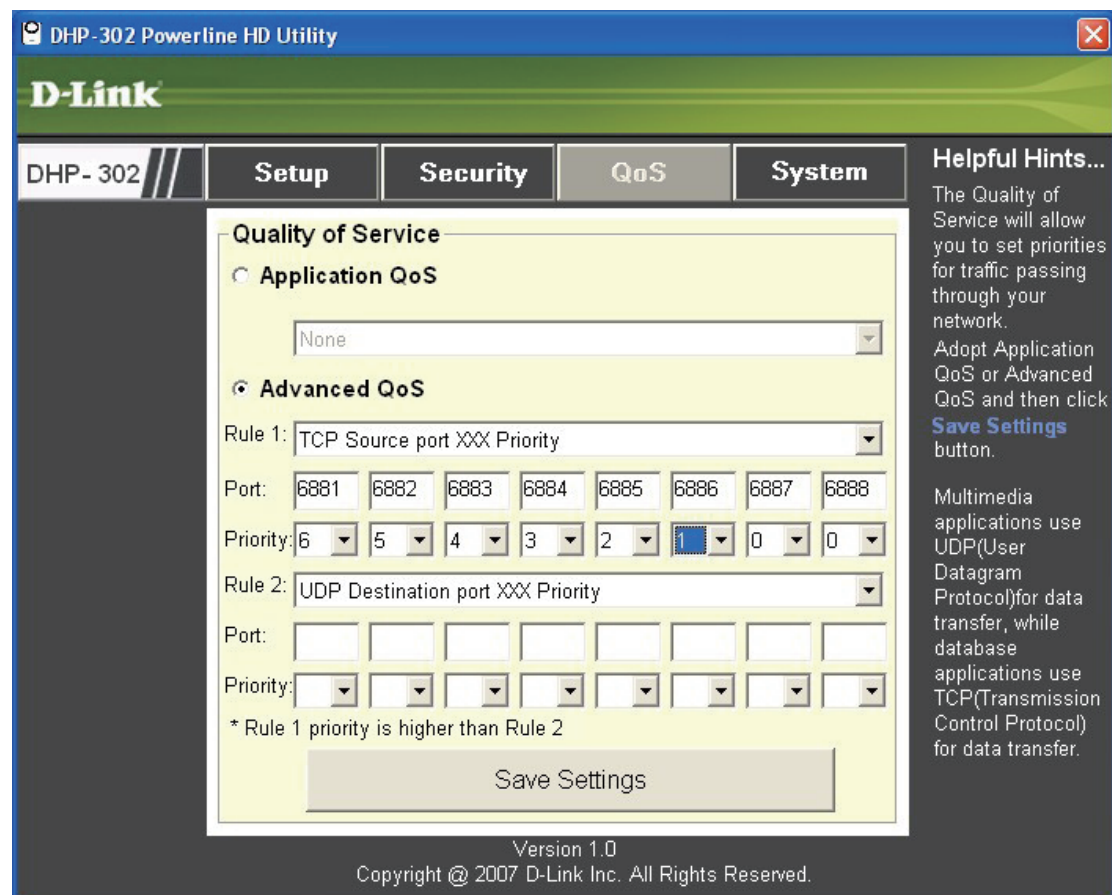 DHP-302 Powerline HD Utility
D-Link
DHP- 302
Setup
Security
QoS
System
Quality of Service
Application QoS
None
Advanced QoS
Rule 1: TCP Source port XXX Priority
Port: 6881 6882 6883 6884 6885 6886 6887 6888
Priority: 6 5 4 3 2 1 0 0
Rule 2: UDP Destination port XXX Priority
Port:
Priority:
* Rule 1 priority is higher than Rule 2
Save Settings
Helpful Hints...
The Quality of
Service will allow
you to set priorities
for traffic passing
through your
network.
Adopt Application
QoS or Advanced
QoS and then click
Save Settings
button.
Multimedia
applications use
UDP(User
Datagram
Protocol)for data
transfer, while
database
applications use
TCP(Transmission
Control Protocol)
for data transfer.
Version 1.0
Copyright @ 2007 D-Link Inc. All Rights Reserved.